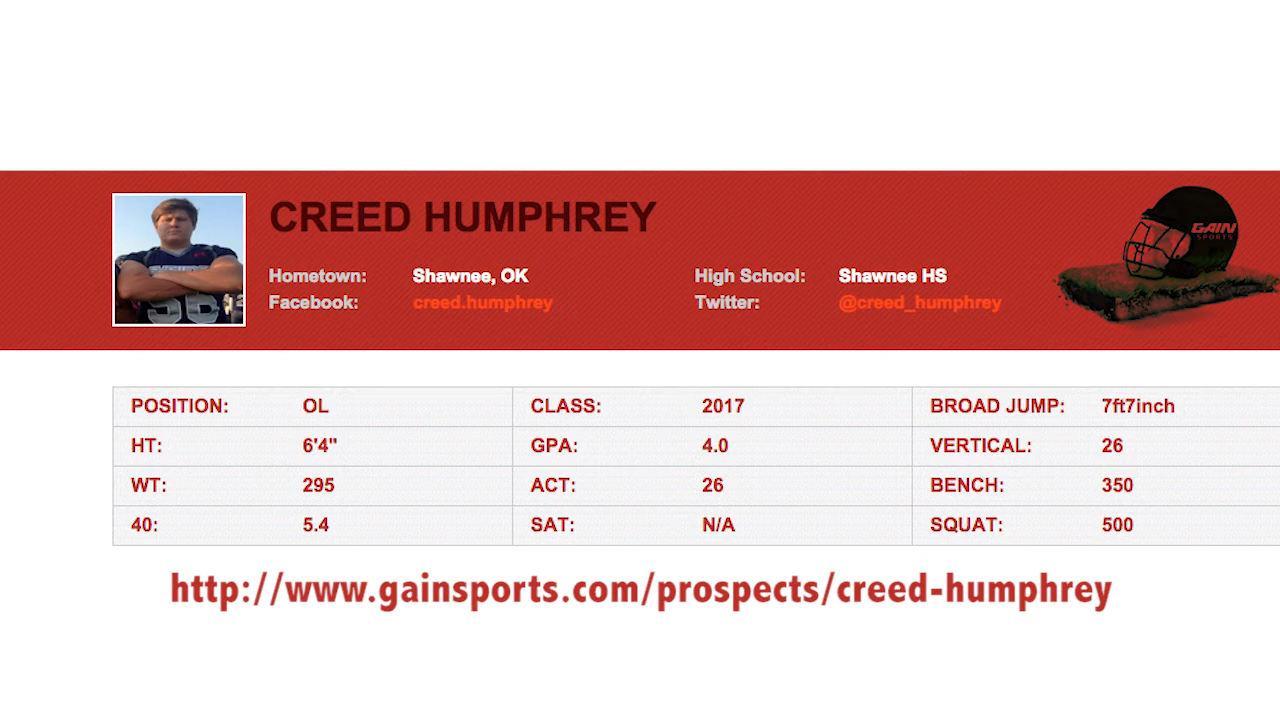 CREED HUMPHREY
Hometown: Shawnee, OK High School: Shawnee HS
Facebook: creed.humphrey Twitter: @creed_humphrey
GAIN
SPORTS
56
POSITION: OL CLASS: 2017 BROAD JUMP: 7ft7inch
HT: 6'4" GPA: 4.0 VERTICAL: 26
WT: 295 ACT: 26 BENCH: 350
40: 5.4 SAT: N/A SQUAT: 500
http://www.gainsports.com/prospects/creed-humphrey